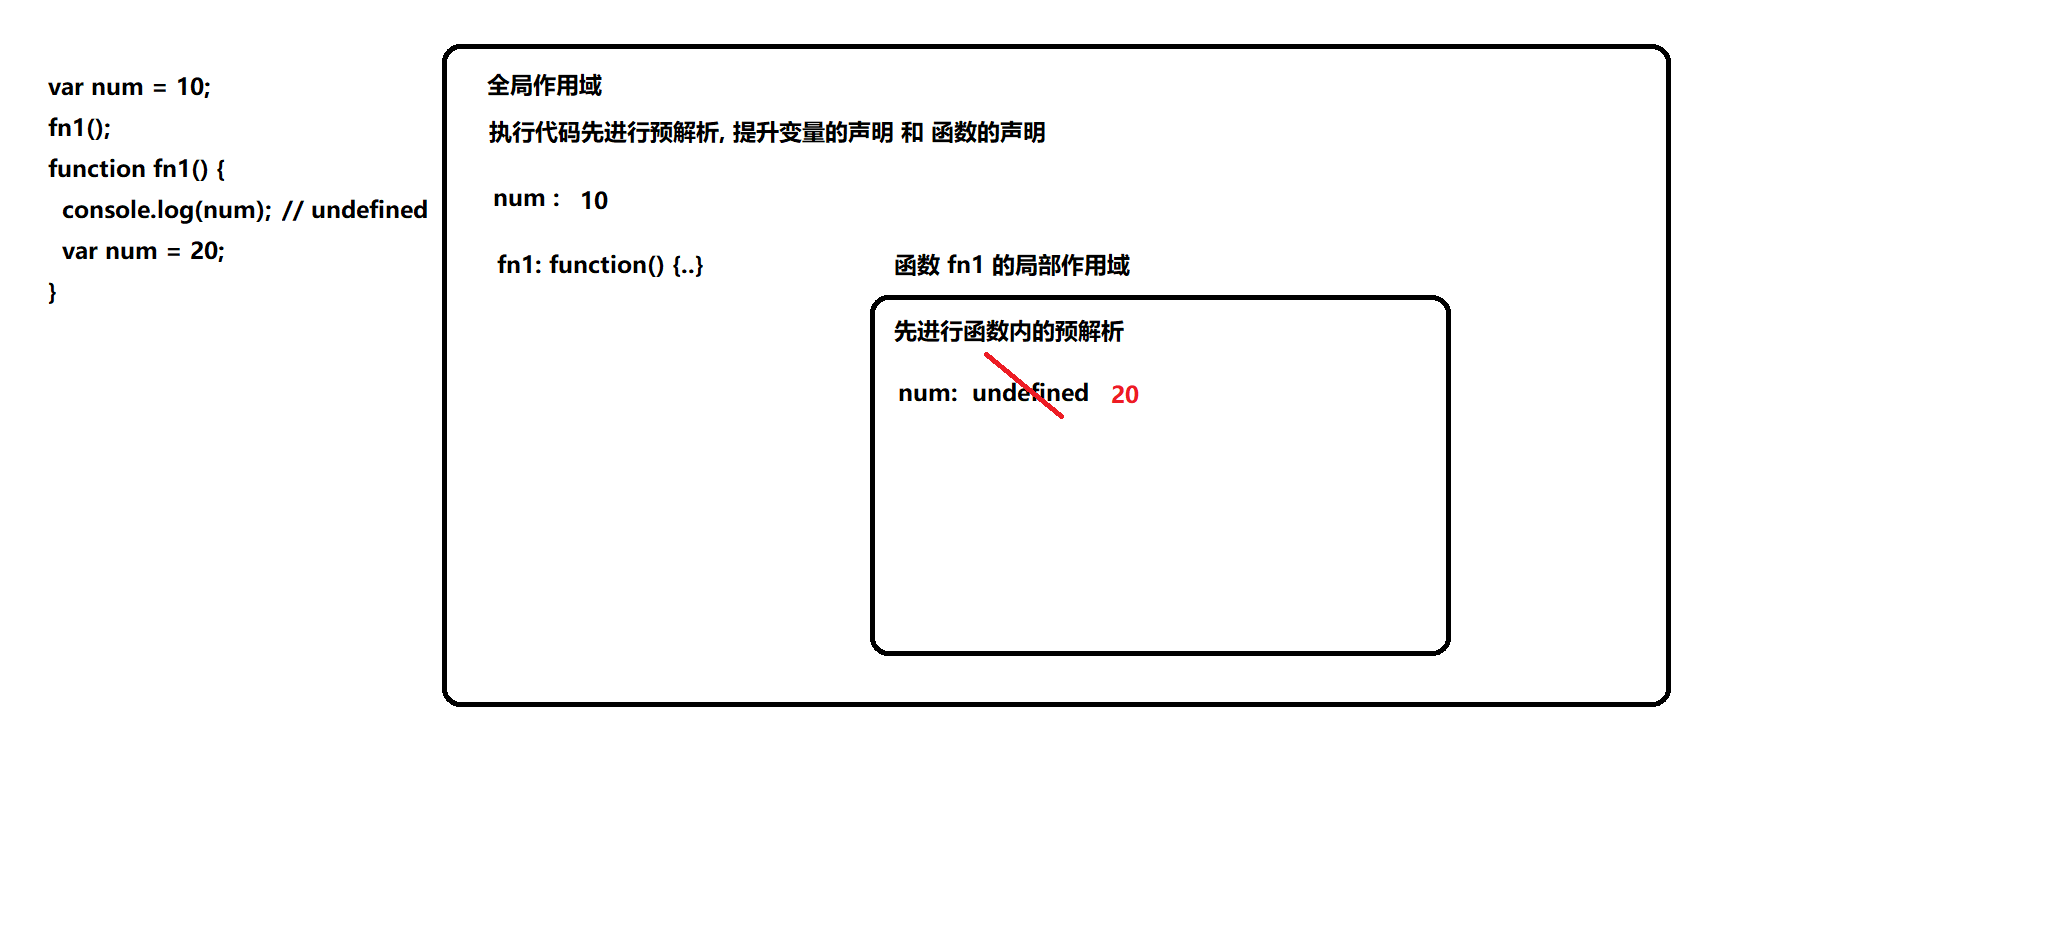 var num = 10;
fn1();
function fn1() {
console.log(num); // undefined
var num = 20;
}
全局作用域
执行代码先进行预解析, 提升变量的声明 和 函数的声明
num : 10
fn1: function() {..}
函数 fn1 的局部作用域
先进行函数内的预解析
num: undefined 20